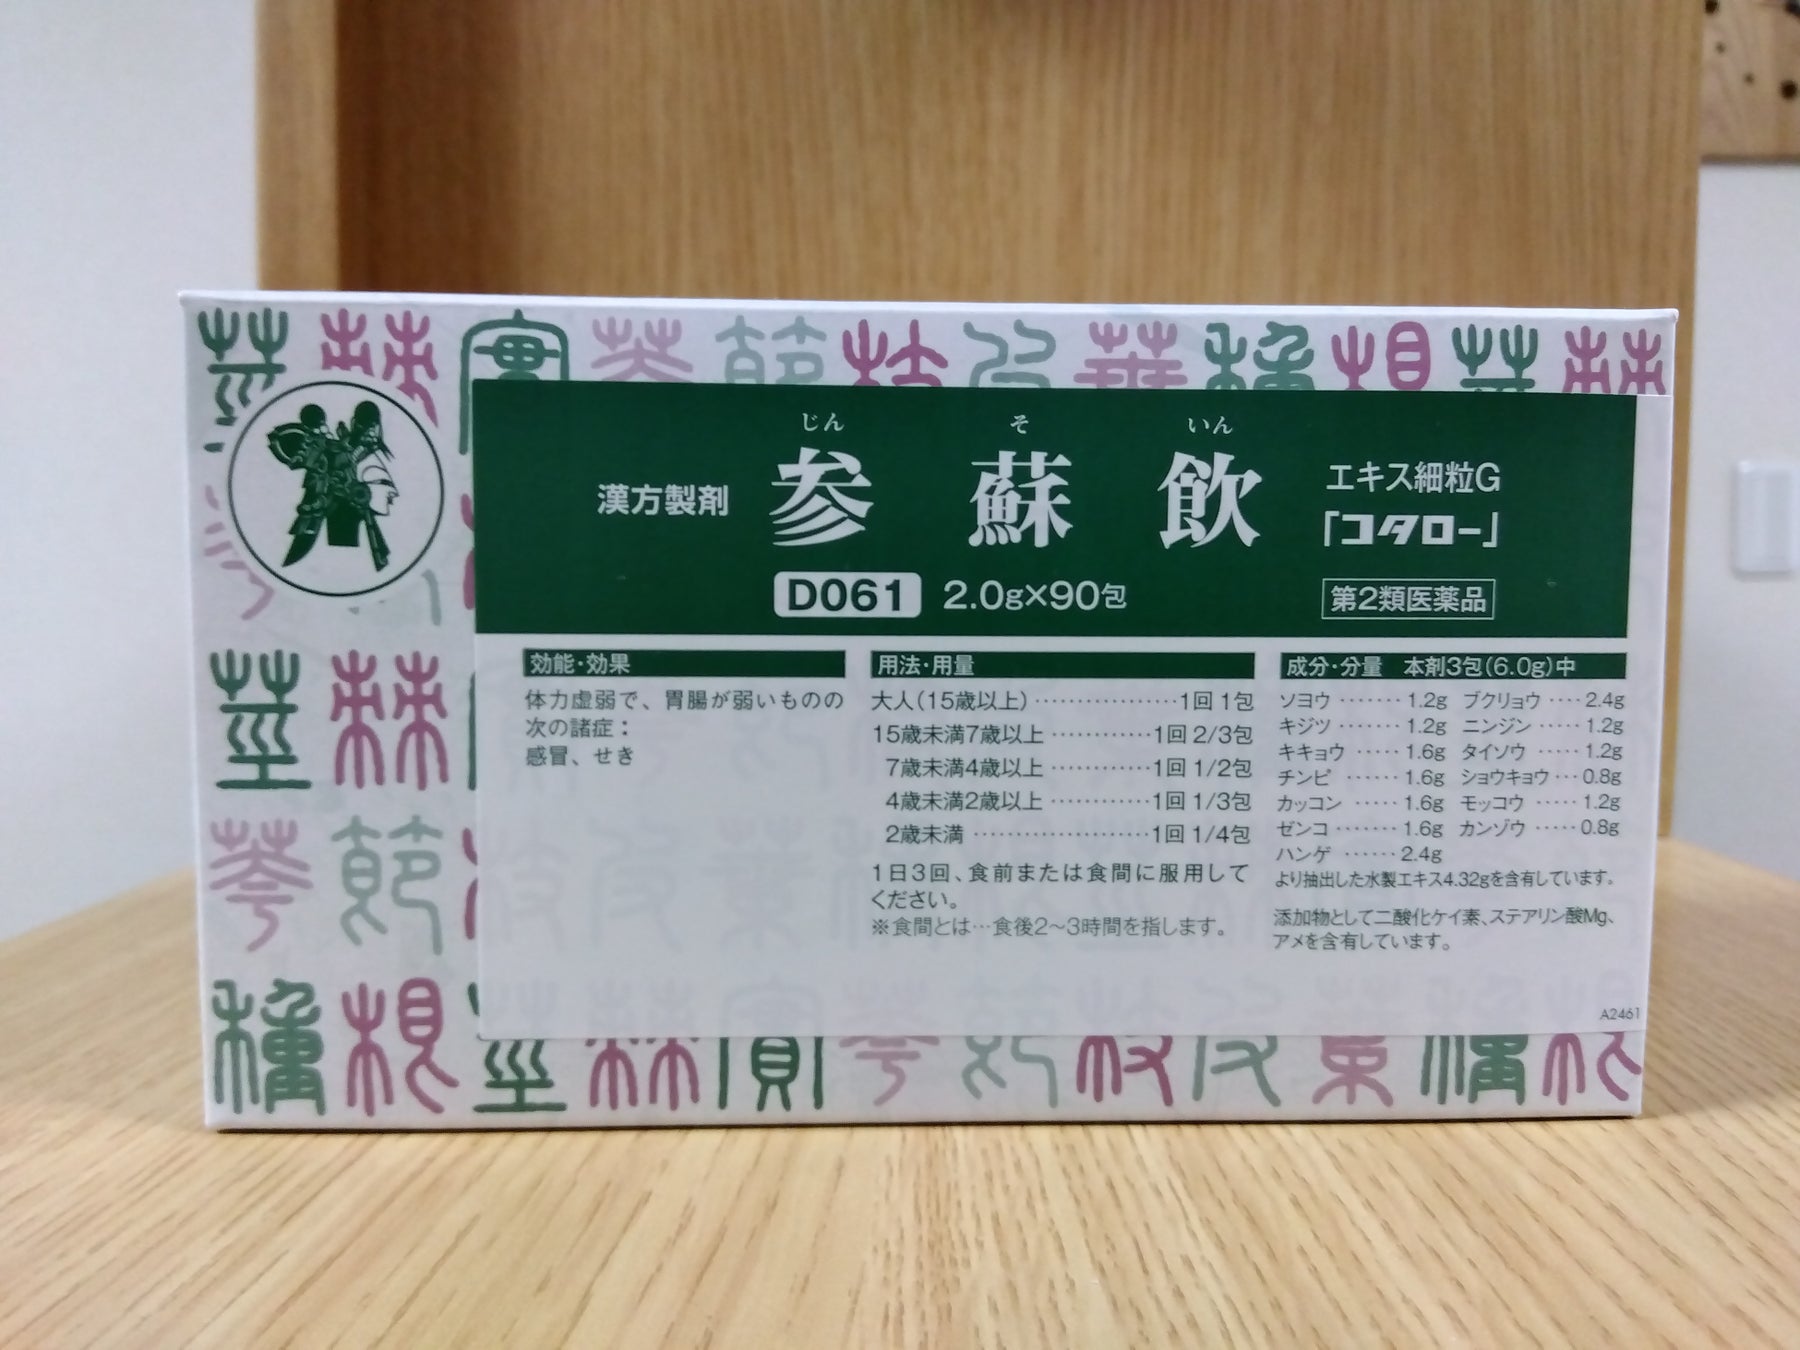 じん そ いん
漢方製剤 参蘇飲 エキス細粒G
「コタロー」
D061 2.0g×90包 第2類医薬品
効能・効果
体力虚弱で、胃腸が弱いものの
次の諸症：
感冒、せき
用法・用量
大人(15歳以上)………………1回 1包
15歳未満7歳以上…………1回 2/3包
7歳未満4歳以上…………1回 1/2包
4歳未満2歳以上…………1回 1/3包
2歳未満……………………1回 1/4包
1日3回、食前または食間に服用して
ください。
※食間とは…食後2〜3時間を指します。
成分・分量 本剤3包(6.0g)中
ソヨウ……1.2g ブクリョウ…2.4g
キジツ……1.2g ニンジン……1.2g
キキョウ……1.6g タイソウ……1.2g
チンピ……1.6g ショウキョウ…0.8g
カッコン……1.6g モッコウ……1.2g
ゼンコ……1.6g カンゾウ……0.8g
ハンゲ……2.4g
より抽出した水製エキス4.32gを含有しています。
添加物として二酸化ケイ素、ステアリン酸Mg、
アメを含有しています。
A2461